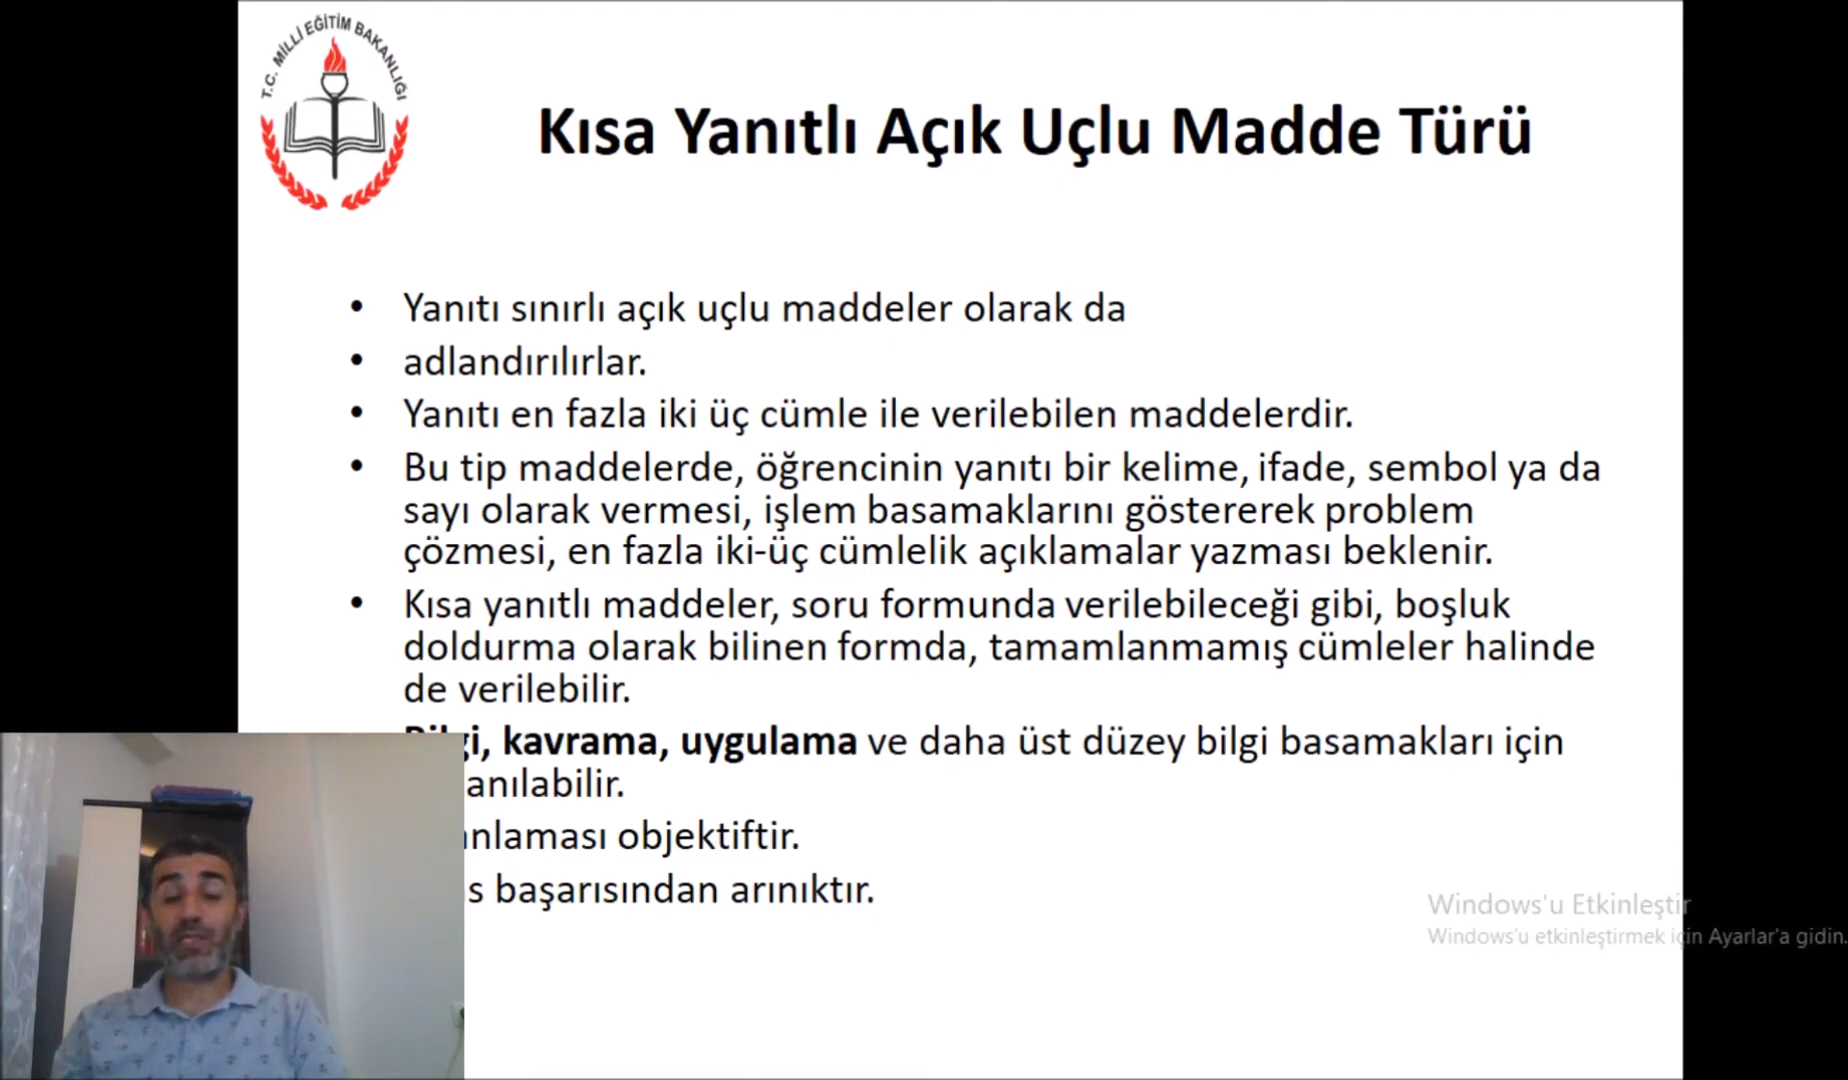 T.C. MİLLİ EĞİTİM BAKANLIĞI
Kısa Yanıtlı Açık Uçlu Madde Türü
• Yanıtı sınırlı açık uçlu maddeler olarak da
• adlandırılırlar.
• Yanıtı en fazla iki üç cümle ile verilebilen maddelerdir.
• Bu tip maddelerde, öğrencinin yanıtı bir kelime, ifade, sembol ya da
sayı olarak vermesi, işlem basamaklarını göstererek problem
çözmesi, en fazla iki-üç cümlelik açıklamalar yazması beklenir.
• Kısa yanıtlı maddeler, soru formunda verilebileceği gibi, boşluk
doldurma olarak bilinen formda, tamamlanmamış cümleler halinde
de verilebilir.
Bilgi, kavrama, uygulama ve daha üst düzey bilgi basamakları için
anılabilir.
nlaması objektiftir.
s başarısından arınıktır.
Windows'u Etkinleştir
Windows'u etkinleştirmek için Ayarlar'a gidin.